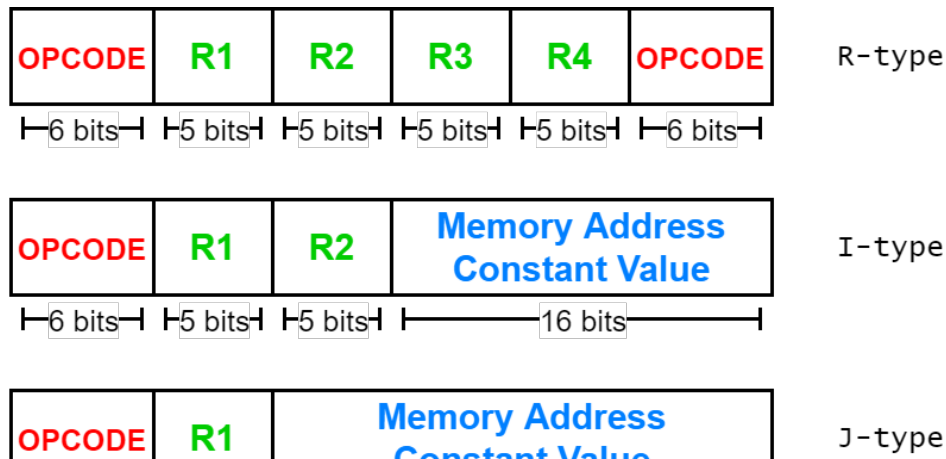 OPCODE R1 R2 R3 R4 OPCODE R-type
6 bits 5 bits 5 bits 5 bits 5 bits 6 bits
OPCODE R1 R2 Memory Address Constant Value I-type
6 bits 5 bits 5 bits 16 bits
OPCODE R1 Memory Address Constant Value J-type